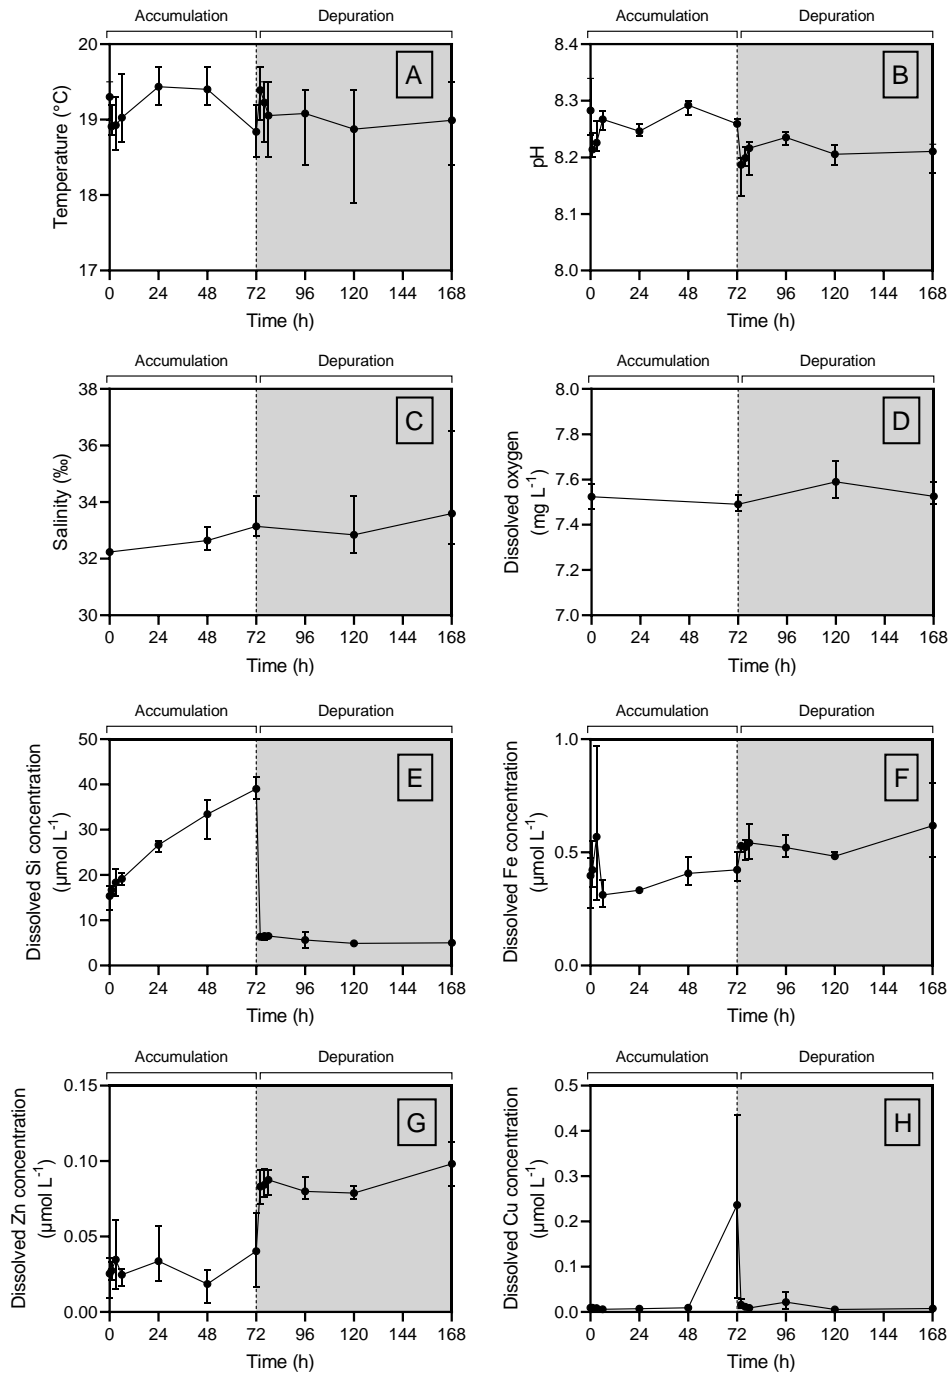 Accumulation Depuration
20
19
18
17
Temperature (°C)
A
0 24 48 72 96 120 144 168
Time (h)
Accumulation Depuration
8.4
8.3
8.2
8.1
8.0
pH
B
0 24 48 72 96 120 144 168
Time (h)
Accumulation Depuration
38
36
34
32
30
Salinity (‰)
C
0 24 48 72 96 120 144 168
Time (h)
Accumulation Depuration
8.0
7.8
7.6
7.4
7.2
7.0
Dissolved oxygen
(mg L⁻¹)
D
0 24 48 72 96 120 144 168
Time (h)
Accumulation Depuration
50
40
30
20
10
0
Dissolved Si concentration
(µmol L⁻¹)
E
0 24 48 72 96 120 144 168
Time (h)
Accumulation Depuration
1.0
0.5
0.0
Dissolved Fe concentration
(µmol L⁻¹)
F
0 24 48 72 96 120 144 168
Time (h)
Accumulation Depuration
0.15
0.10
0.05
0.00
Dissolved Zn concentration
(µmol L⁻¹)
G
0 24 48 72 96 120 144 168
Time (h)
Accumulation Depuration
0.5
0.4
0.3
0.2
0.1
0.0
Dissolved Cu concentration
(µmol L⁻¹)
H
0 24 48 72 96 120 144 168
Time (h)